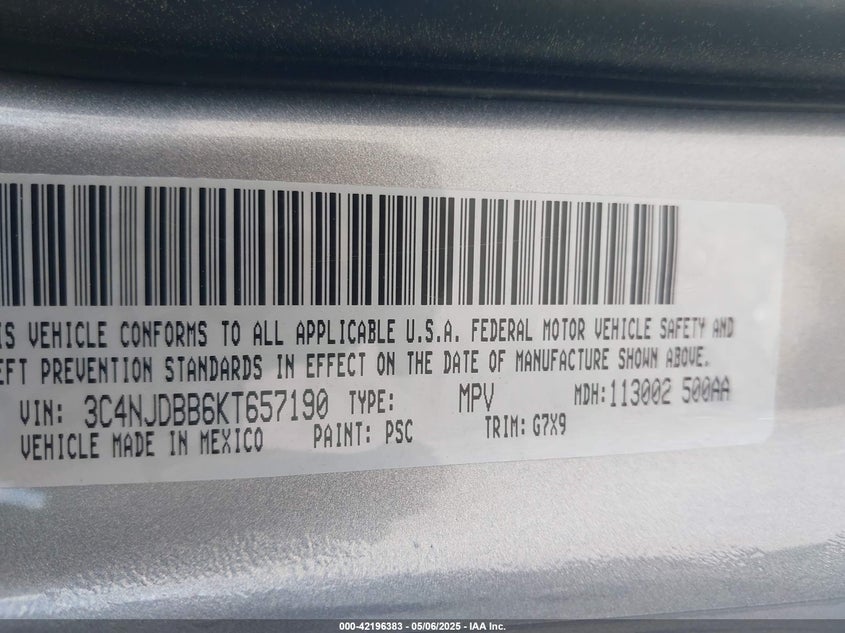 IS VEHICLE CONFORMS TO ALL APPLICABLE U.S.A. FEDERAL MOTOR VEHICLE SAFETY AND
EFT PREVENTION STANDARDS IN EFFECT ON THE DATE OF MANUFACTURE SHOWN ABOVE.
VIN: 3C4NJDBB6KT657190 TYPE: MPV MDH: 113002 500AA
VEHICLE MADE IN MEXICO PAINT: PSC TRIM: G7X9
000-42196383 - 05/06/2025 - IAA Inc.